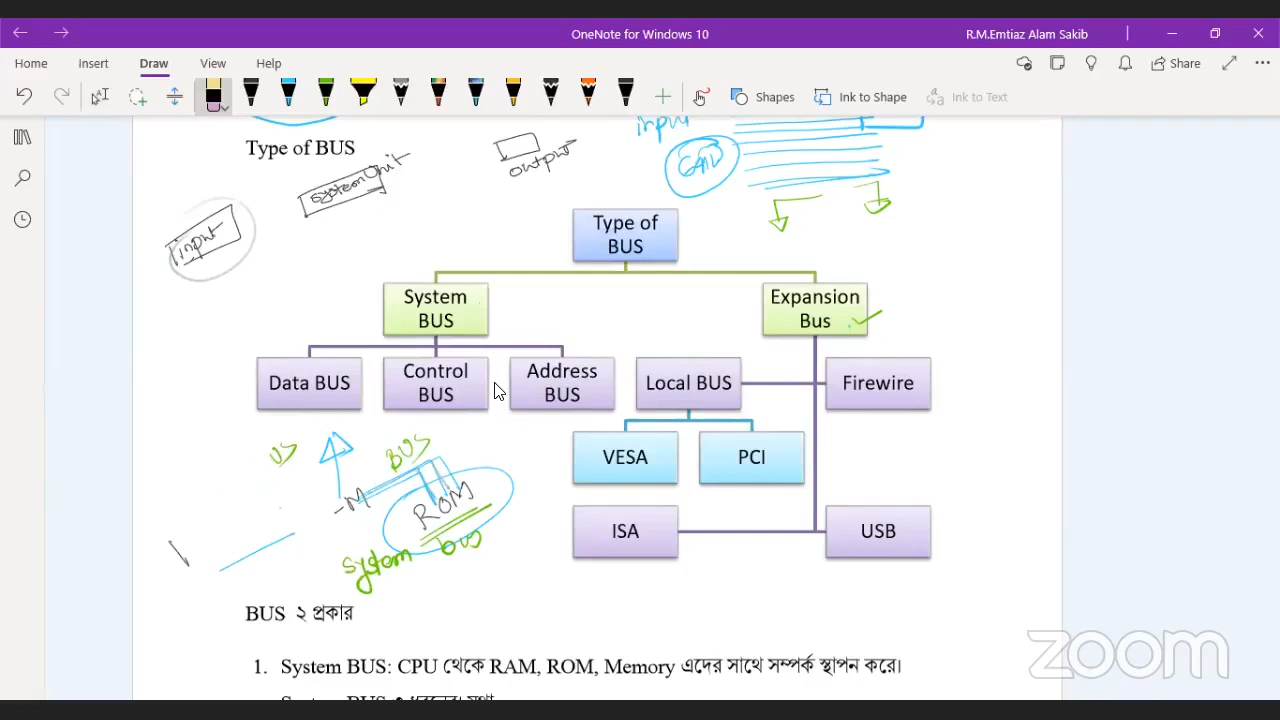 OneNote for Windows 10
R.M.Emtiaz Alam Sakib
Home Insert Draw View Help
Share
Shapes
Ink to Shape
Ink to Text
input
Type of BUS
output
system Unit
input
Type of
BUS
System
BUS
Expansion
Bus
Data BUS
Control
BUS
Address
BUS
Local BUS
Firewire
VESA
PCI
BUS
ROM
ISA
USB
system bus
BUS ২ প্রকার
1. System BUS: CPU থেকে RAM, ROM, Memory এদের সাথে সম্পর্ক স্থাপন করে।
zoom